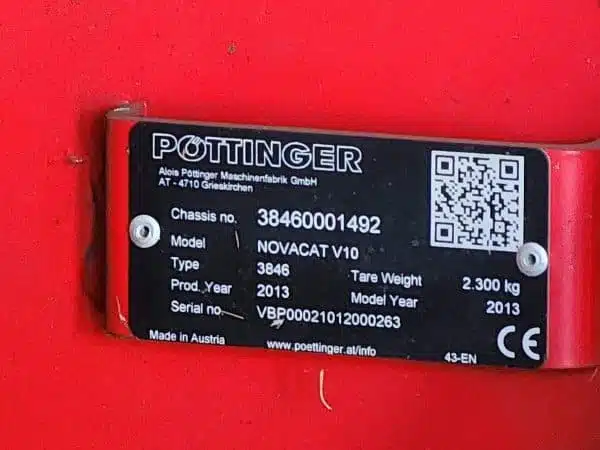 PÖTTINGER
Alois Pöttinger Maschinenfabrik GmbH
AT - 4710 Grieskirchen
Chassis no. 38460001492
Model NOVACAT V10
Type 3846 Tare Weight 2.300 kg
Prod. Year 2013 Model Year 2013
Serial no. VBP00021012000263
Made in Austria www.poettinger.at/info 43-EN CE